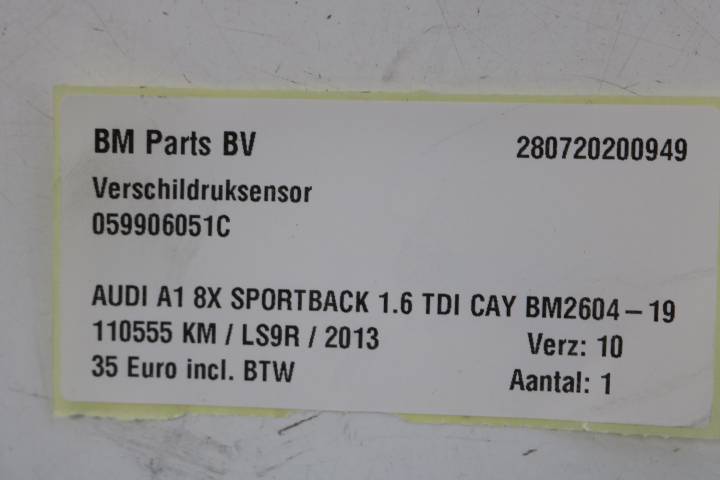 BM Parts BV 280720200949
Verschildruksensor
059906051C
AUDI A1 8X SPORTBACK 1.6 TDI CAY BM2604-19
110555 KM / LS9R / 2013 Verz: 10
35 Euro incl. BTW Aantal: 1